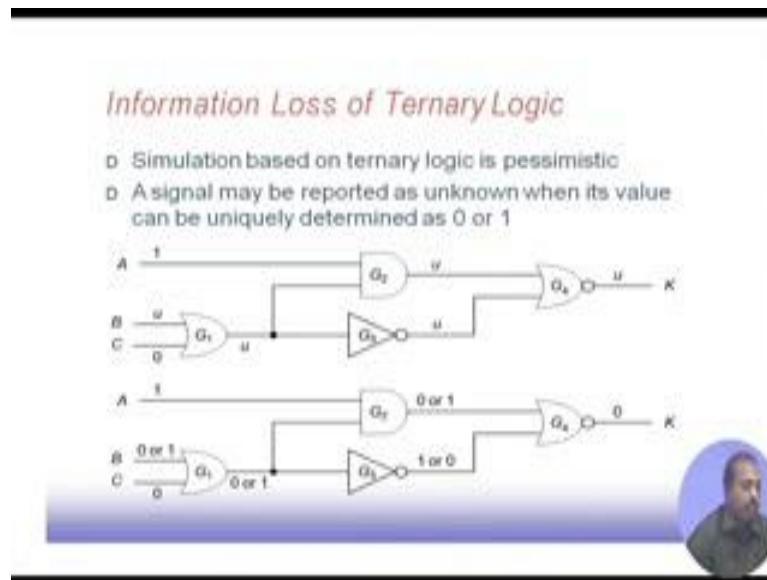 Information Loss of Ternary Logic
Simulation based on ternary logic is pessimistic
A signal may be reported as unknown when its value
can be uniquely determined as 0 or 1
A 1 G₂ u
G₄ u K
B u G₁ u G₃ u
C 0
A 1 G₂ 0 or 1
G₄ 0 K
B 0 or 1 G₁ 0 or 1 G₃ 1 or 0
C 0